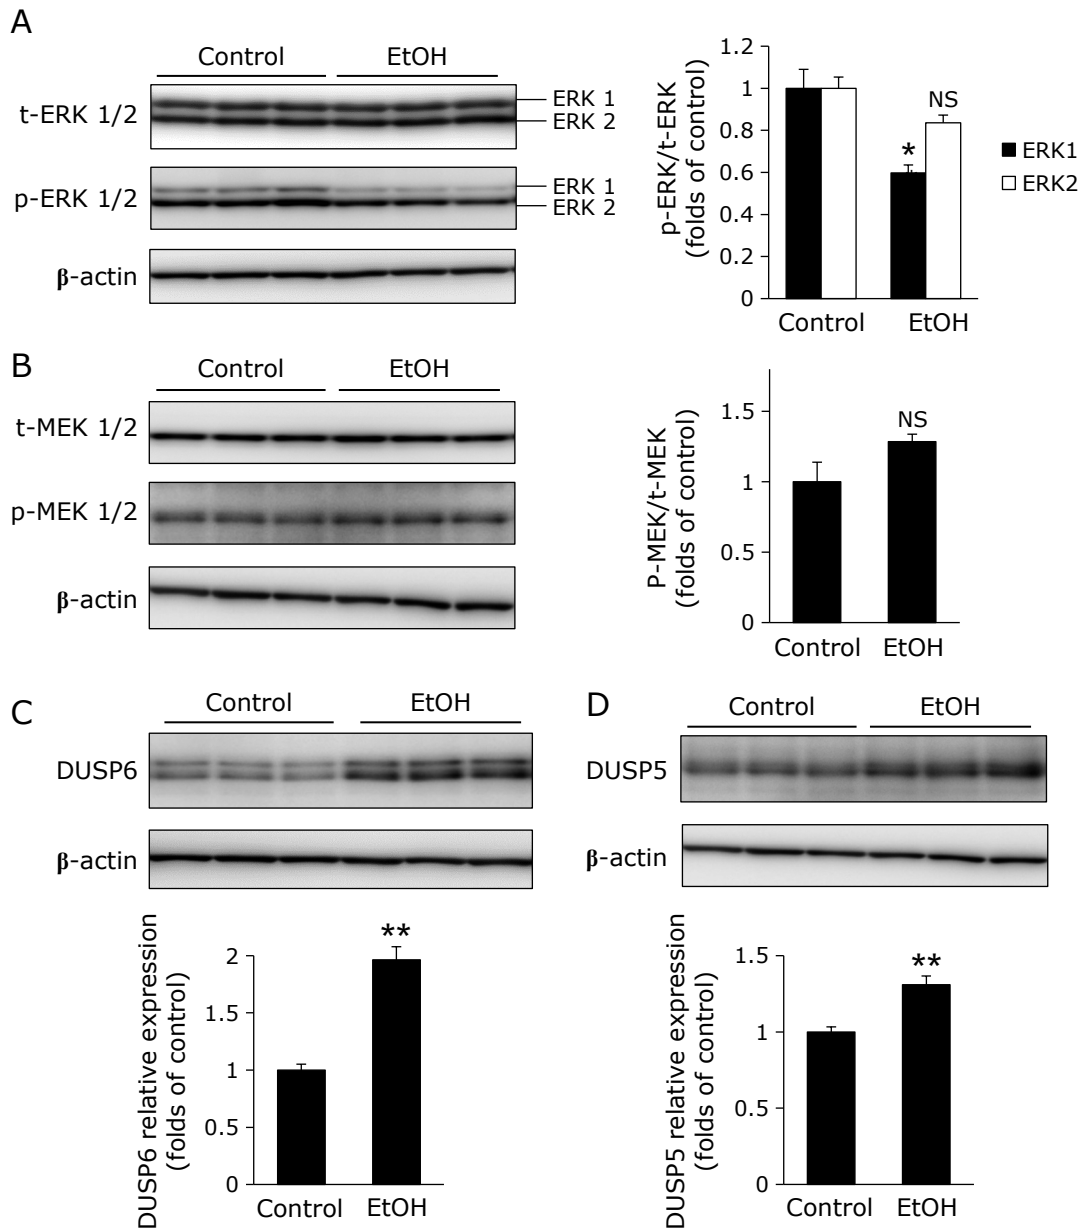 A
Control EtOH
t-ERK 1/2
ERK 1
ERK 2
p-ERK 1/2
ERK 1
ERK 2
β-actin
p-ERK/t-ERK
(folds of control)
1.2
1
0.8
0.6
0.4
0.2
0
*
NS
Control EtOH
ERK1
ERK2
B
Control EtOH
t-MEK 1/2
p-MEK 1/2
β-actin
P-MEK/t-MEK
(folds of control)
1.5
1
0.5
0
NS
Control EtOH
C
Control EtOH
DUSP6
β-actin
DUSP6 relative expression
(folds of control)
2
1.5
1
0.5
0
**
Control EtOH
D
Control EtOH
DUSP5
β-actin
DUSP5 relative expression
(folds of control)
1.5
1
0.5
0
**
Control EtOH